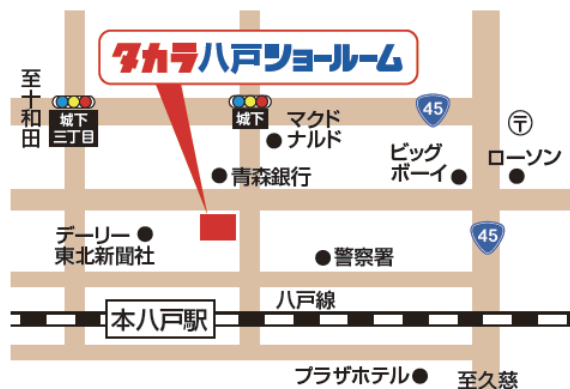 タカラ八戸ショールーム
至十和田
城下
三丁目
城下
マクド
ナルド
45
〒
ビッグ
ボーイ
ローソン
青森銀行
デーリー
東北新聞社
警察署
45
八戸線
本八戸駅
プラザホテル
至久慈